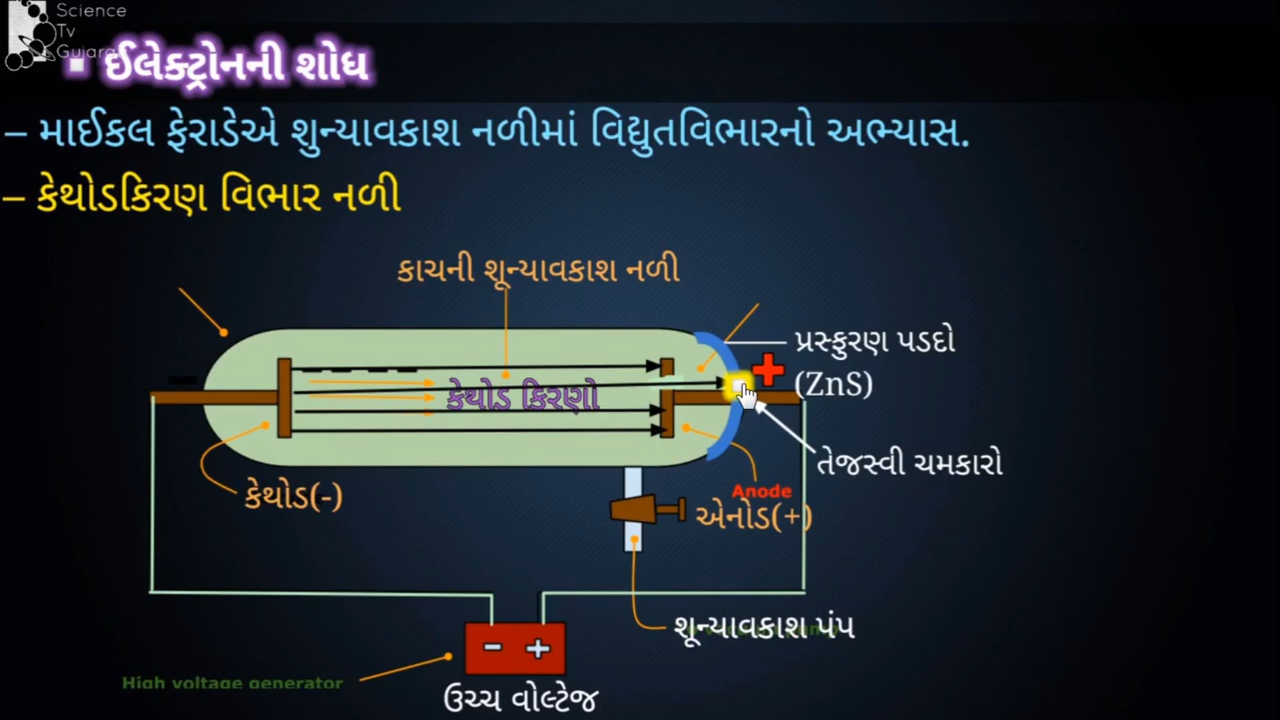 Science
Tv
Gujarat
▪ ઈલેક્ટ્રોનની શોધ
– માઈકલ ફેરાડેએ શુન્યાવકાશ નળીમાં વિદ્યુતવિભારનો અભ્યાસ.
– કેથોડકિરણ વિભાર નળી
કાચની શૂન્યાવકાશ નળી
પ્રસ્ફુરણ પડદો
(ZnS)
કેથોડ કિરણો
તેજસ્વી ચમકારો
કેથોડ(-)
Anode
એનોડ(+)
શૂન્યાવકાશ પંપ
High voltage generator
ઉચ્ચ વોલ્ટેજ